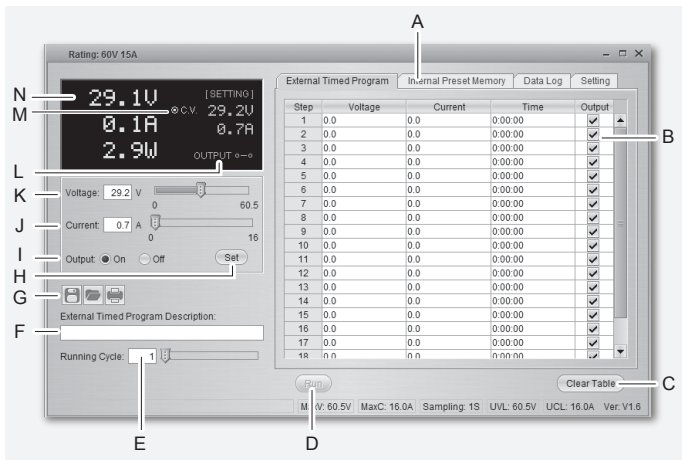 A
Rating: 60V 15A
External Timed Program
Internal Preset Memory
Data Log
Setting
N
29.1V
[SETTING]
M
C.V.
29.2V
0.1A
0.7A
2.9W
L
OUTPUT
Step Voltage Current Time Output
1 0.0 0.0 0:00:00
2 0.0 0.0 0:00:00
B
3 0.0 0.0 0:00:00
4 0.0 0.0 0:00:00
5 0.0 0.0 0:00:00
6 0.0 0.0 0:00:00
7 0.0 0.0 0:00:00
8 0.0 0.0 0:00:00
9 0.0 0.0 0:00:00
10 0.0 0.0 0:00:00
11 0.0 0.0 0:00:00
12 0.0 0.0 0:00:00
13 0.0 0.0 0:00:00
14 0.0 0.0 0:00:00
15 0.0 0.0 0:00:00
16 0.0 0.0 0:00:00
17 0.0 0.0 0:00:00
18 0.0 0.0 0:00:00
K
Voltage: 29.2 V
0 60.5
J
Current: 0.7 A
0 16
I
Output: On Off
Set
H
G
External Timed Program Description:
F
Running Cycle: 1
E
Run
D
Clear Table
C
MaxV: 60.5V MaxC: 16.0A Sampling: 1S UVL: 60.5V UCL: 16.0A Ver: V1.6